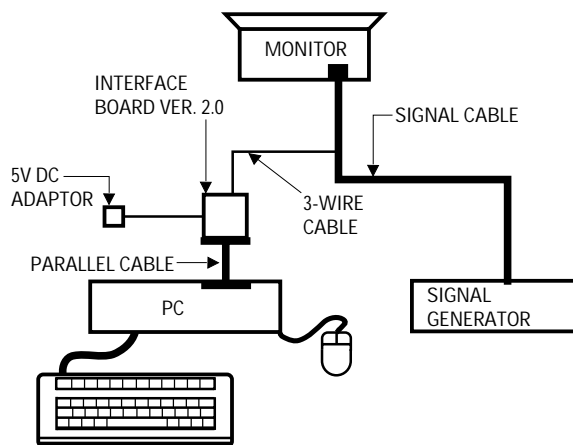 MONITOR
INTERFACE
BOARD VER. 2.0
SIGNAL CABLE
5V DC
ADAPTOR
3-WIRE
CABLE
PARALLEL CABLE
PC
SIGNAL
GENERATOR